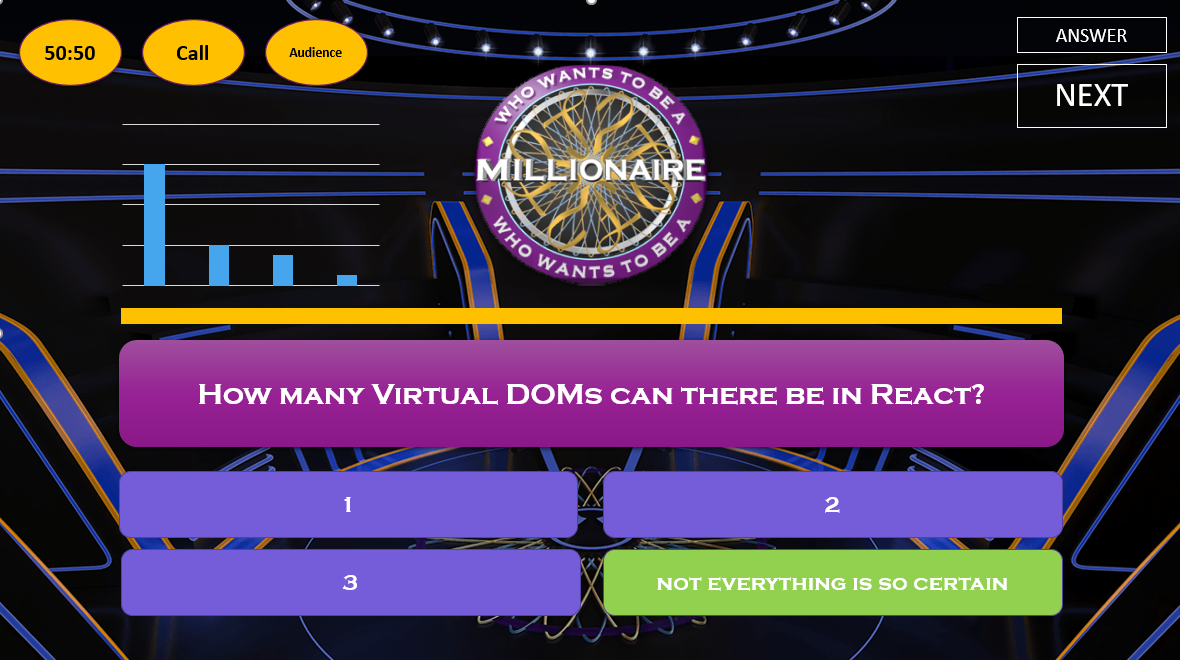 50:50
Call
Audience
ANSWER
NEXT
WHO WANTS TO BE A
MILLIONAIRE
WHO WANTS TO BE A
How many Virtual DOMs can there be in React?
1
2
3
not everything is so certain